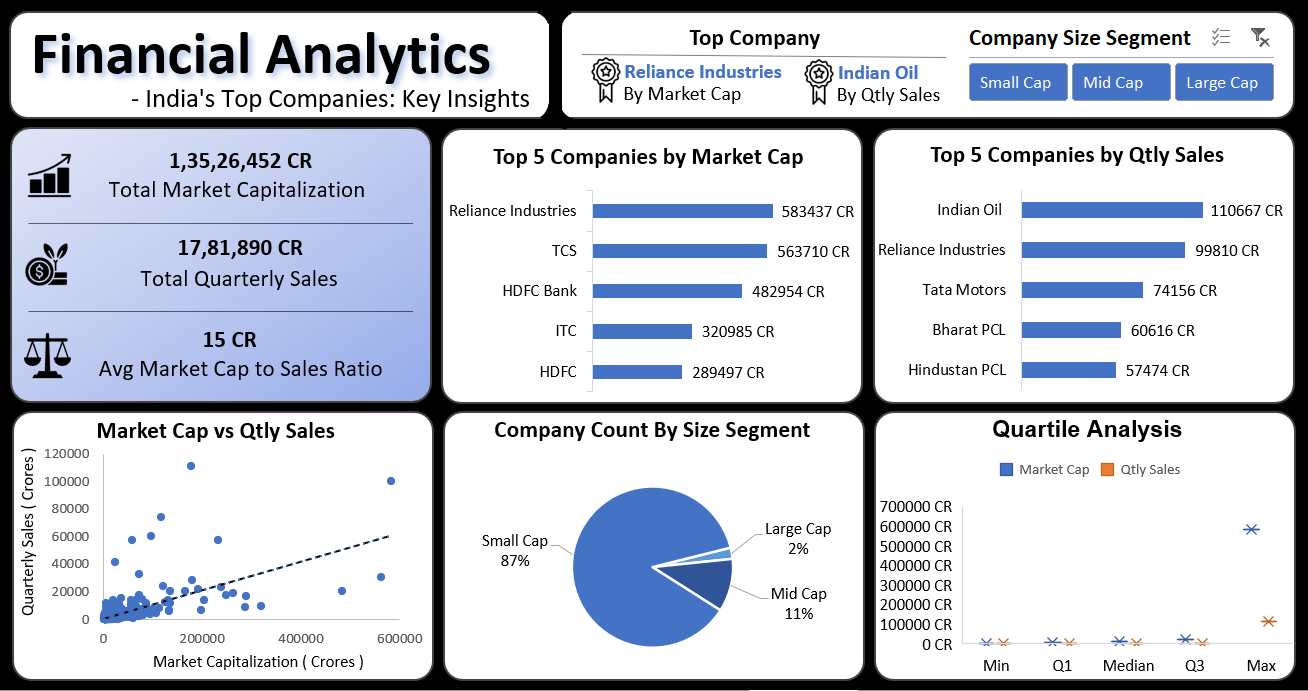 Financial Analytics
- India's Top Companies: Key Insights
Top Company
Reliance Industries
By Market Cap
Indian Oil
By Qtly Sales
Company Size Segment
Small Cap
Mid Cap
Large Cap
1,35,26,452 CR
Total Market Capitalization
17,81,890 CR
Total Quarterly Sales
15 CR
Avg Market Cap to Sales Ratio
Top 5 Companies by Market Cap
Reliance Industries 583437 CR
TCS 563710 CR
HDFC Bank 482954 CR
ITC 320985 CR
HDFC 289497 CR
Top 5 Companies by Qtly Sales
Indian Oil 110667 CR
Reliance Industries 99810 CR
Tata Motors 74156 CR
Bharat PCL 60616 CR
Hindustan PCL 57474 CR
Market Cap vs Qtly Sales
Quarterly Sales ( Crores )
120000
100000
80000
60000
40000
20000
0
0 200000 400000 600000
Market Capitalization ( Crores )
Company Count By Size Segment
Small Cap
87%
Large Cap
2%
Mid Cap
11%
Quartile Analysis
Market Cap Qtly Sales
700000 CR
600000 CR
500000 CR
400000 CR
300000 CR
200000 CR
100000 CR
0 CR
Min Q1 Median Q3 Max